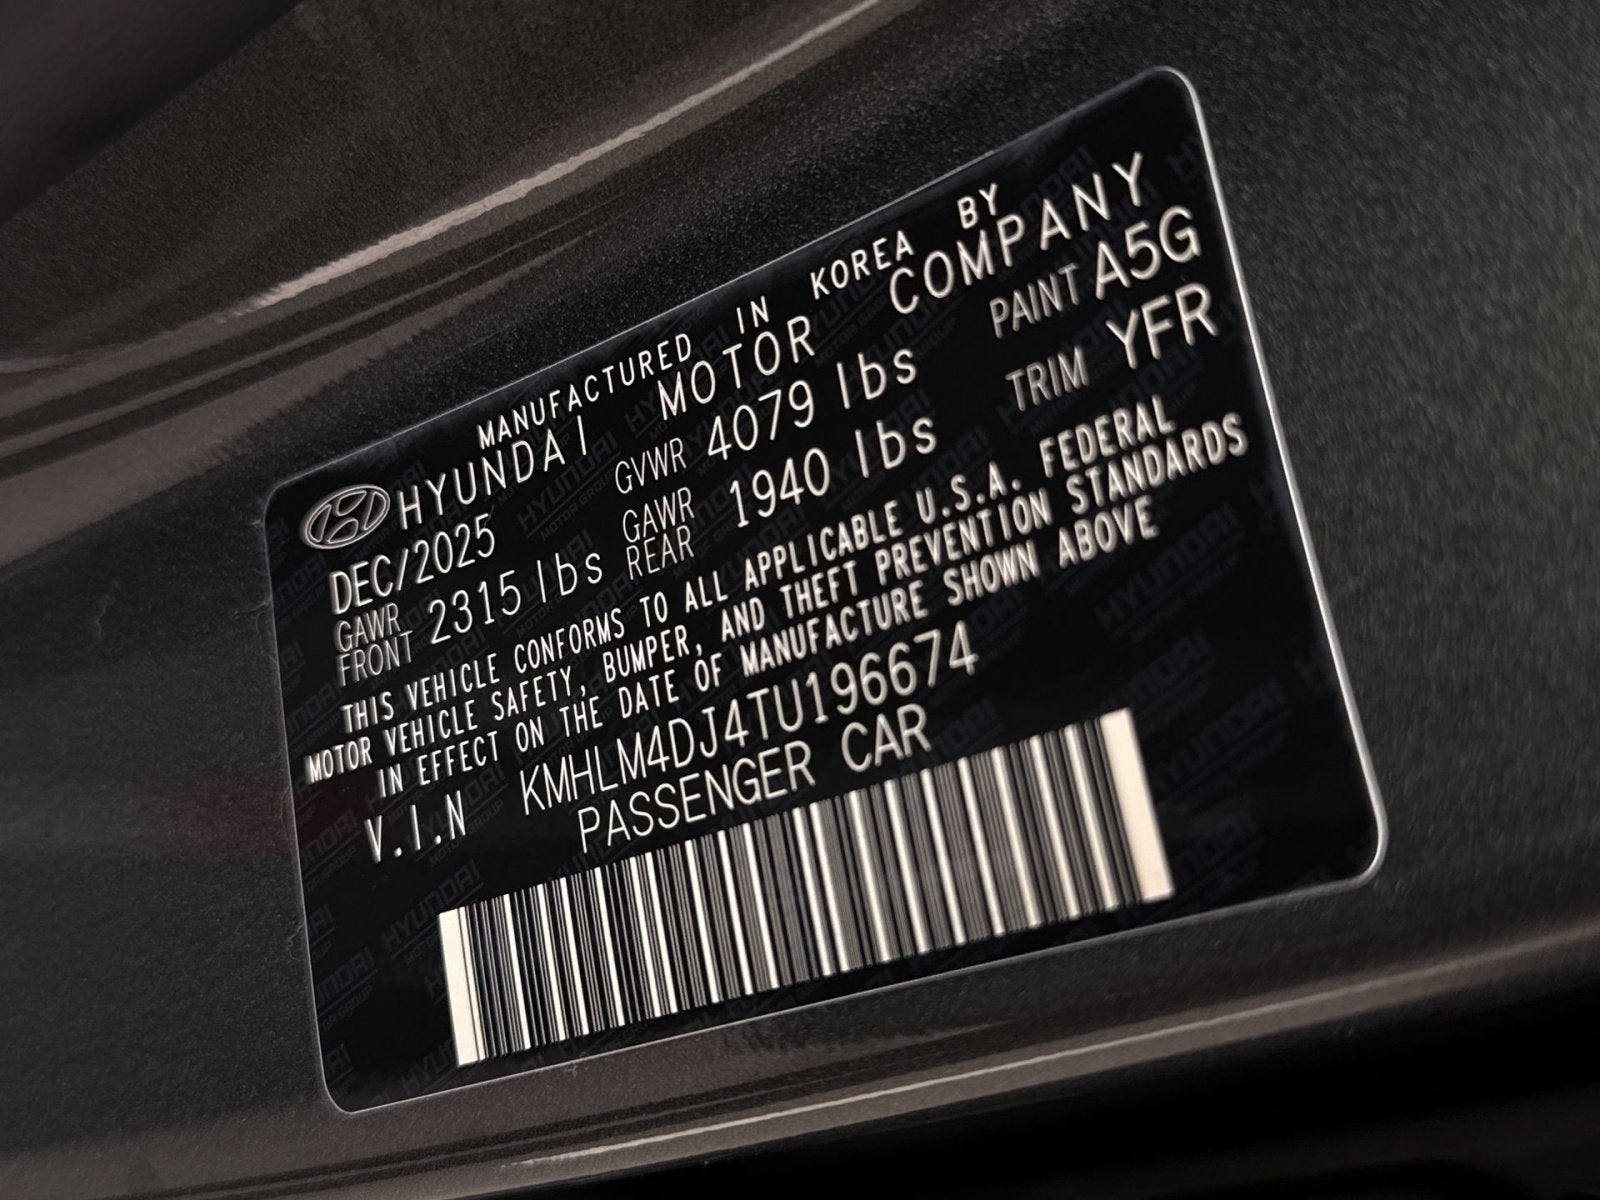 MANUFACTURED IN KOREA BY
HYUNDAI MOTOR COMPANY
DEC/2025 GVWR 4079 lbs PAINT A5G
GAWR FRONT 2315 lbs GAWR REAR 1940 lbs TRIM YFR
THIS VEHICLE CONFORMS TO ALL APPLICABLE U.S.A. FEDERAL
MOTOR VEHICLE SAFETY, BUMPER, AND THEFT PREVENTION STANDARDS
IN EFFECT ON THE DATE OF MANUFACTURE SHOWN ABOVE
V.I.N KMHLM4DJ4TU196674
PASSENGER CAR